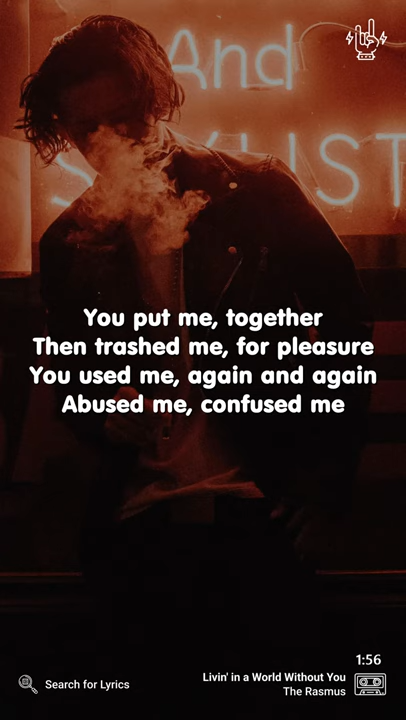 And
You put me, together
Then trashed me, for pleasure
You used me, again and again
Abused me, confused me
1:56
Search for Lyrics
Livin' in a World Without You
The Rasmus